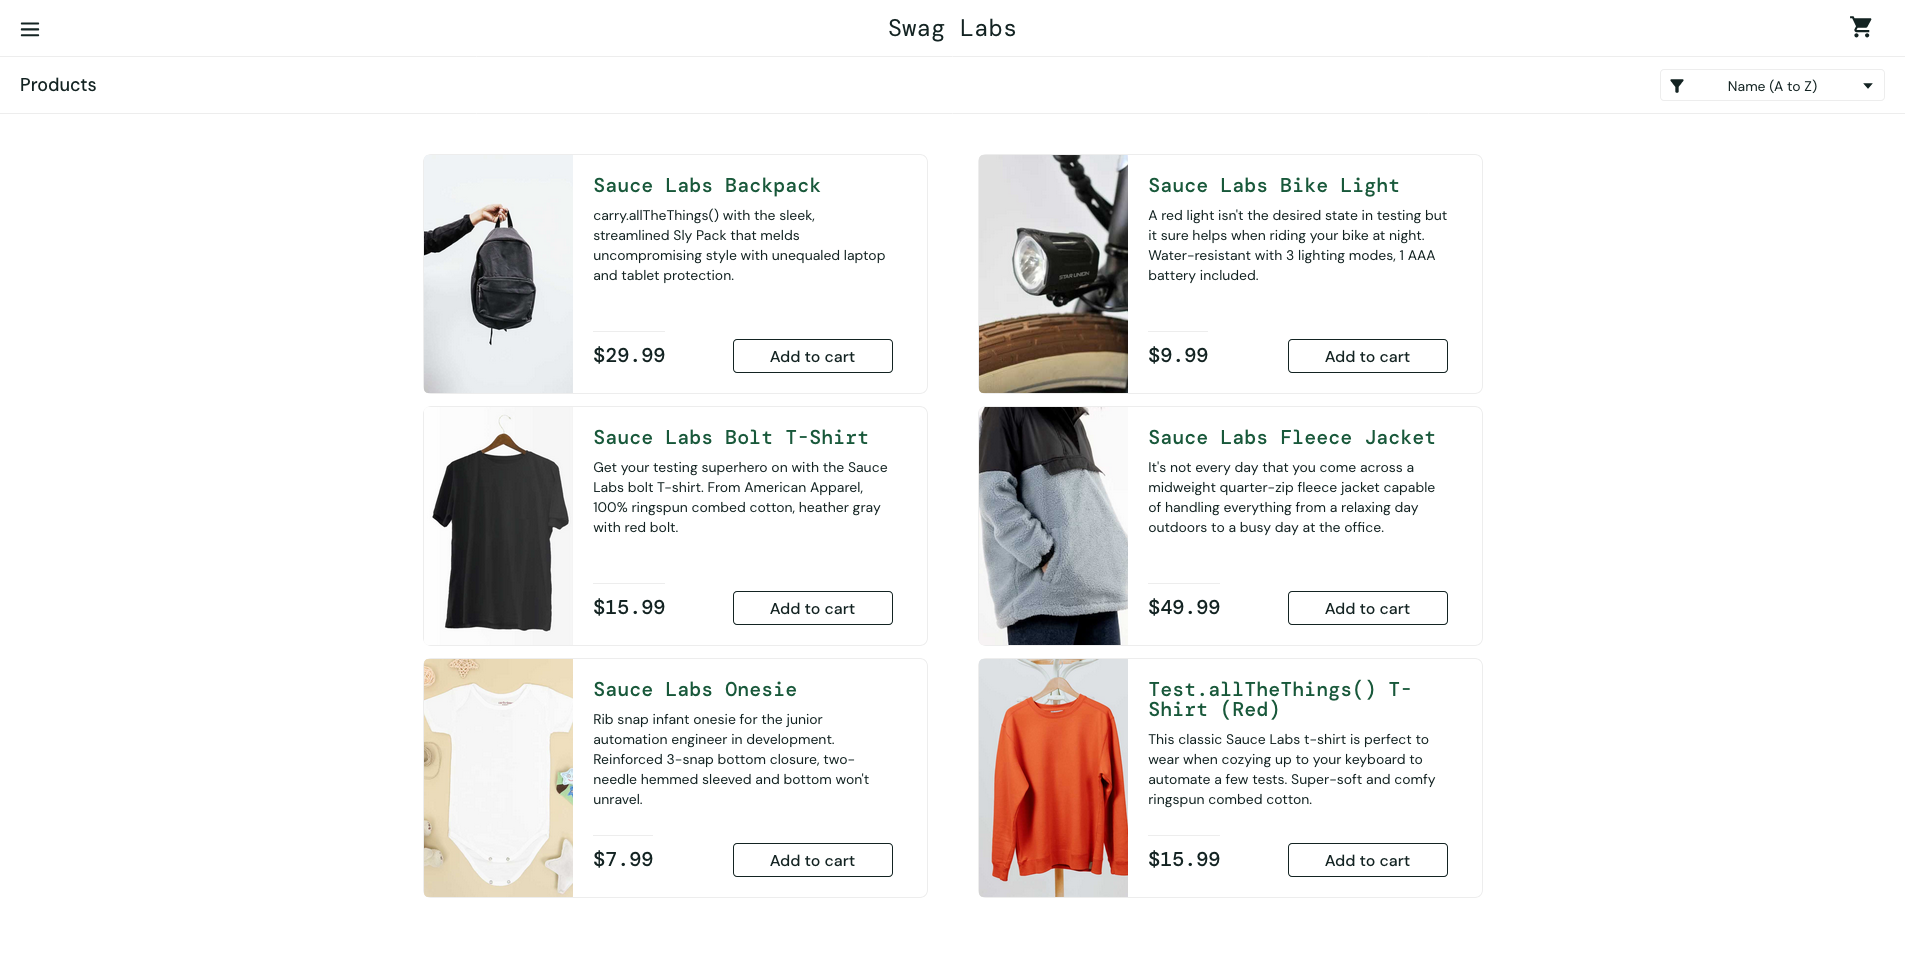 Swag Labs
Products
Name (A to Z)
Sauce Labs Backpack
carry.allTheThings() with the sleek,
streamlined Sly Pack that melds
uncompromising style with unequaled laptop
and tablet protection.
$29.99
Add to cart
Sauce Labs Bike Light
A red light isn't the desired state in testing but
it sure helps when riding your bike at night.
Water-resistant with 3 lighting modes, 1 AAA
battery included.
STAR UNION
$9.99
Add to cart
Sauce Labs Bolt T-Shirt
Get your testing superhero on with the Sauce
Labs bolt T-shirt. From American Apparel,
100% ringspun combed cotton, heather gray
with red bolt.
$15.99
Add to cart
Sauce Labs Fleece Jacket
It's not every day that you come across a
midweight quarter-zip fleece jacket capable
of handling everything from a relaxing day
outdoors to a busy day at the office.
$49.99
Add to cart
Sauce Labs Onesie
Rib snap infant onesie for the junior
automation engineer in development.
Reinforced 3-snap bottom closure, two-
needle hemmed sleeved and bottom won't
unravel.
$7.99
Add to cart
Test.allTheThings() T-
Shirt (Red)
This classic Sauce Labs t-shirt is perfect to
wear when cozying up to your keyboard to
automate a few tests. Super-soft and comfy
ringspun combed cotton.
$15.99
Add to cart